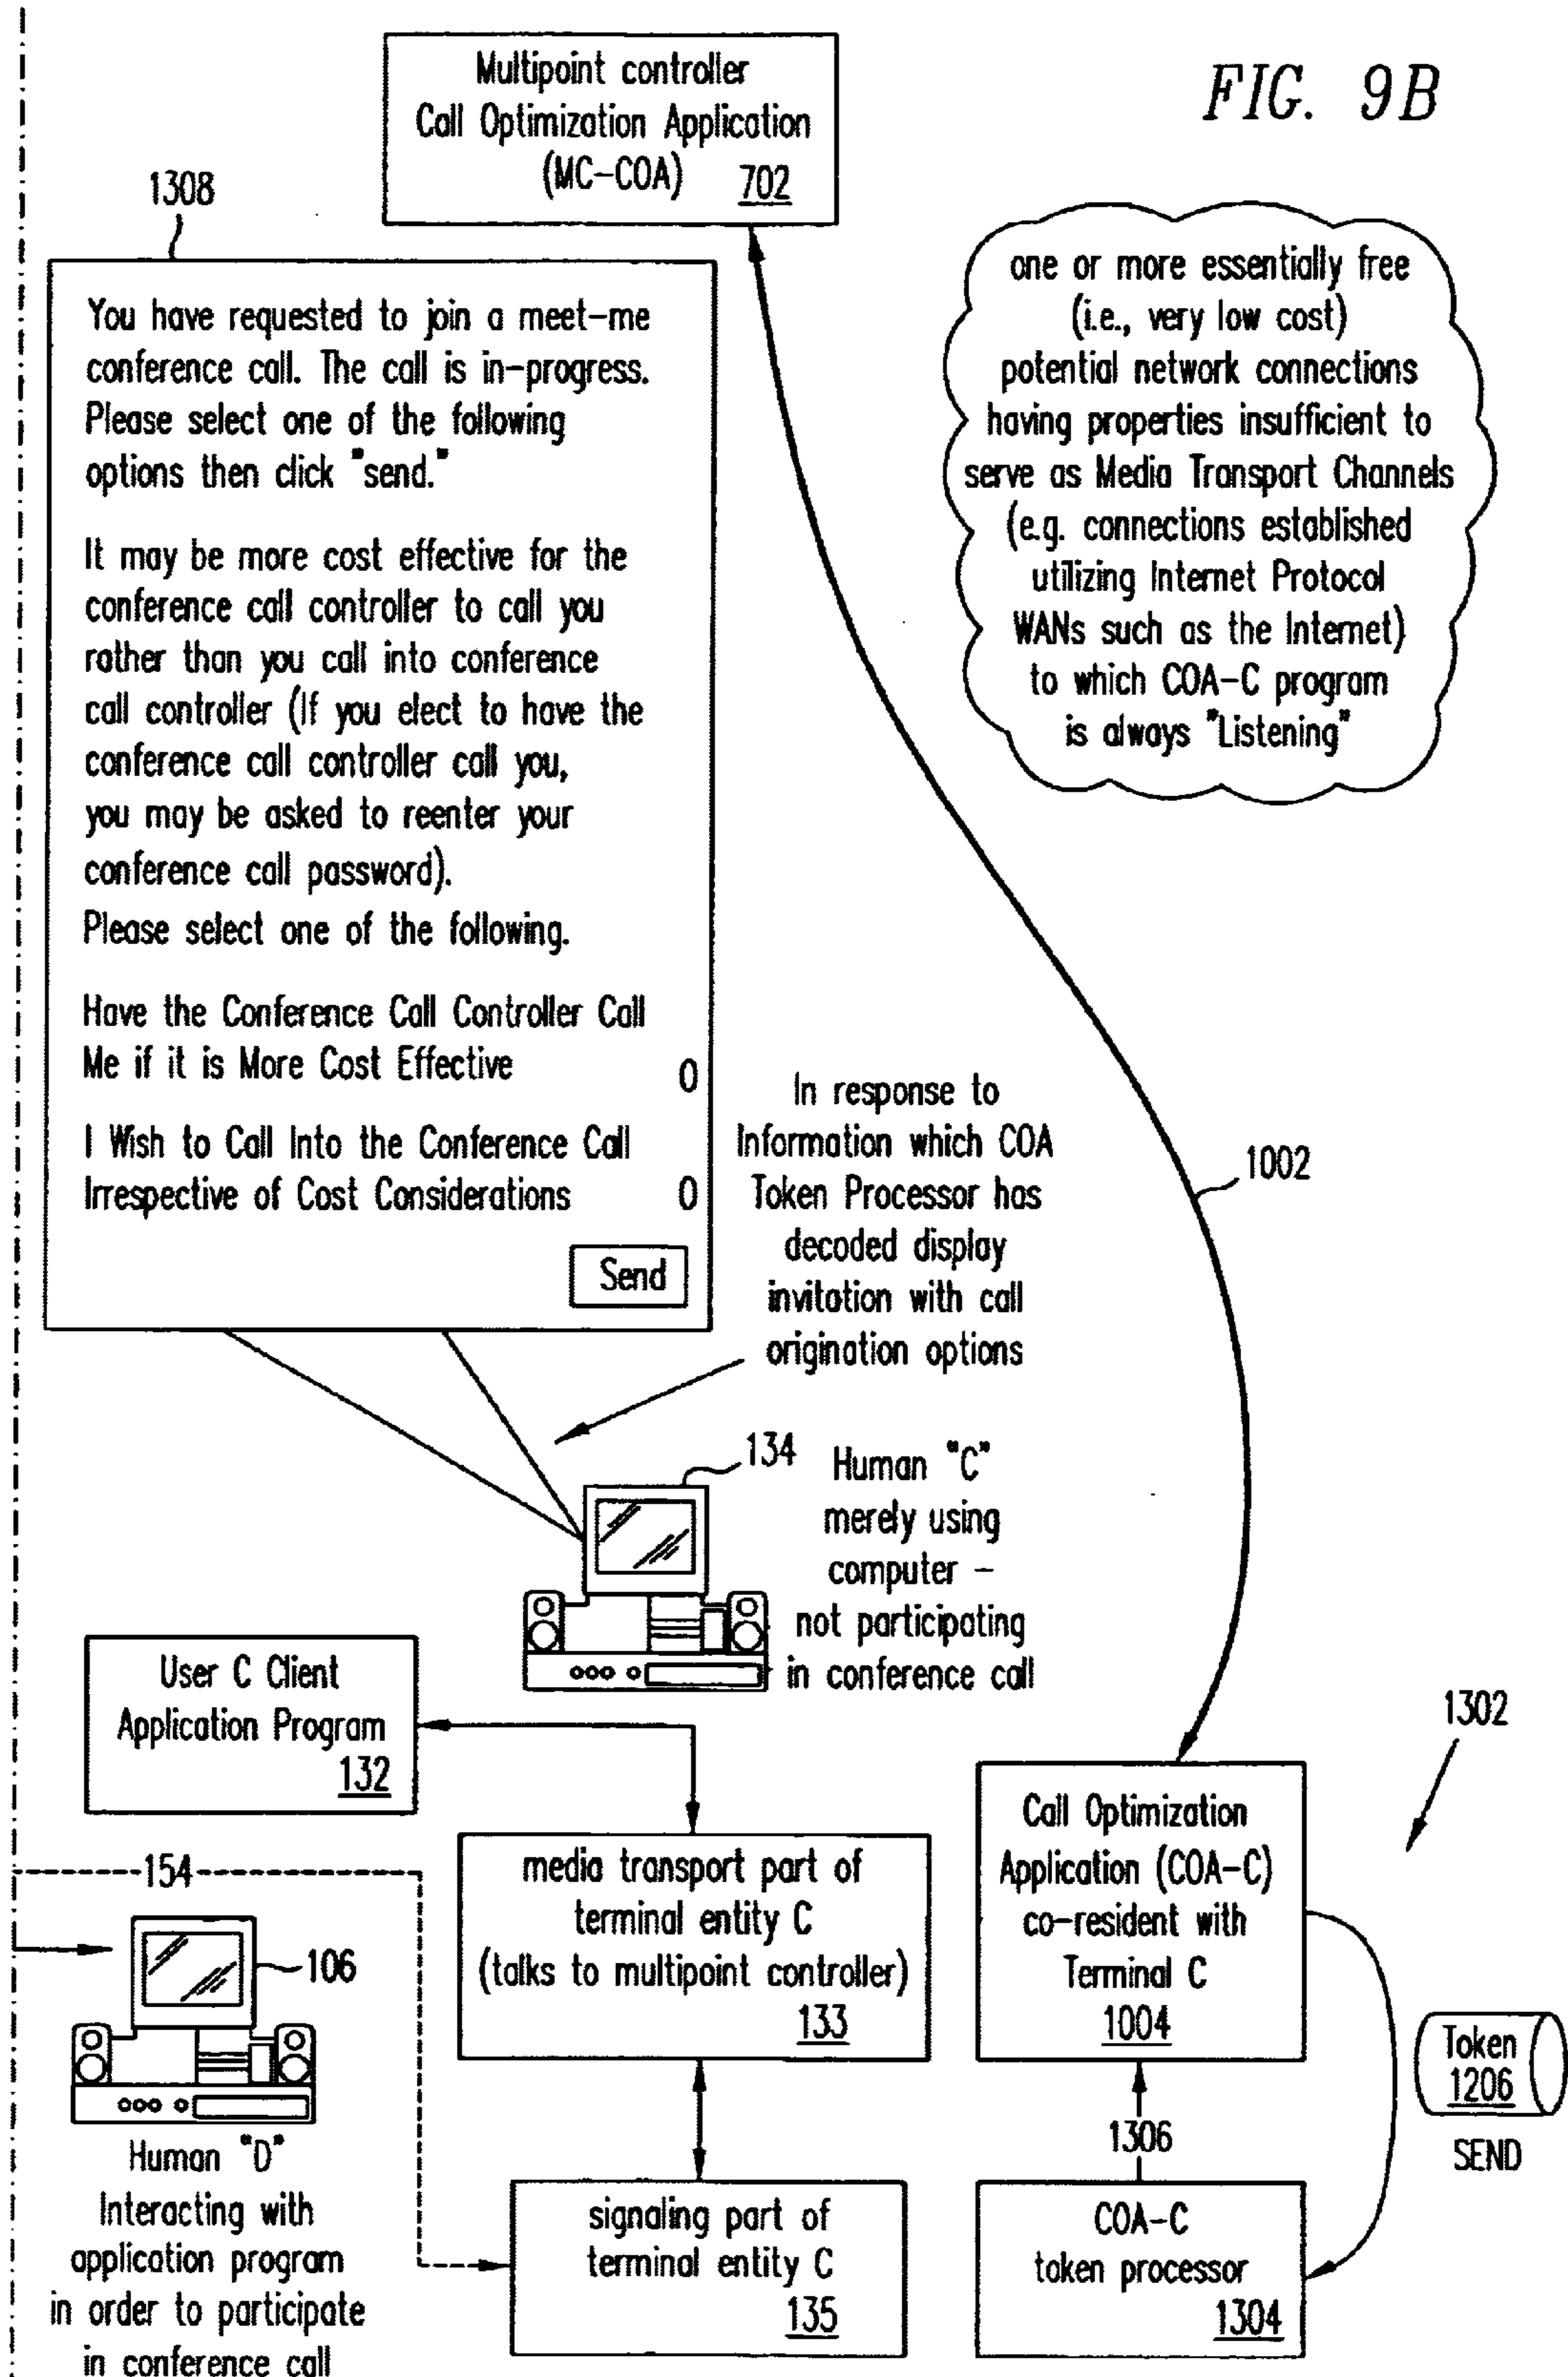 FIG. 9B
Multipoint controller
Call Optimization Application
(MC-COA) 702
1308
You have requested to join a meet-me
conference call. The call is in-progress.
Please select one of the following
options then click "send."
It may be more cost effective for the
conference call controller to call you
rather than you call into conference
call controller (If you elect to have the
conference call controller call you,
you may be asked to reenter your
conference call password).
Please select one of the following.
Have the Conference Call Controller Call
Me if it is More Cost Effective O
I Wish to Call Into the Conference Call
Irrespective of Cost Considerations O
Send
one or more essentially free
(i.e., very low cost)
potential network connections
having properties insufficient to
serve as Media Transport Channels
(e.g. connections established
utilizing Internet Protocol
WANs such as the Internet)
to which COA-C program
is always "Listening"
In response to
Information which COA
Token Processor has
decoded display
invitation with call
origination options
1002
134
Human "C"
merely using
computer -
not participating
in conference call
User C Client
Application Program
132
1302
154
106
Human "D"
Interacting with
application program
in order to participate
in conference call
media transport part of
terminal entity C
(talks to multipoint controller)
133
signaling part of
terminal entity C
135
Call Optimization
Application (COA-C)
co-resident with
Terminal C
1004
1306
COA-C
token processor
1304
Token
1206
SEND